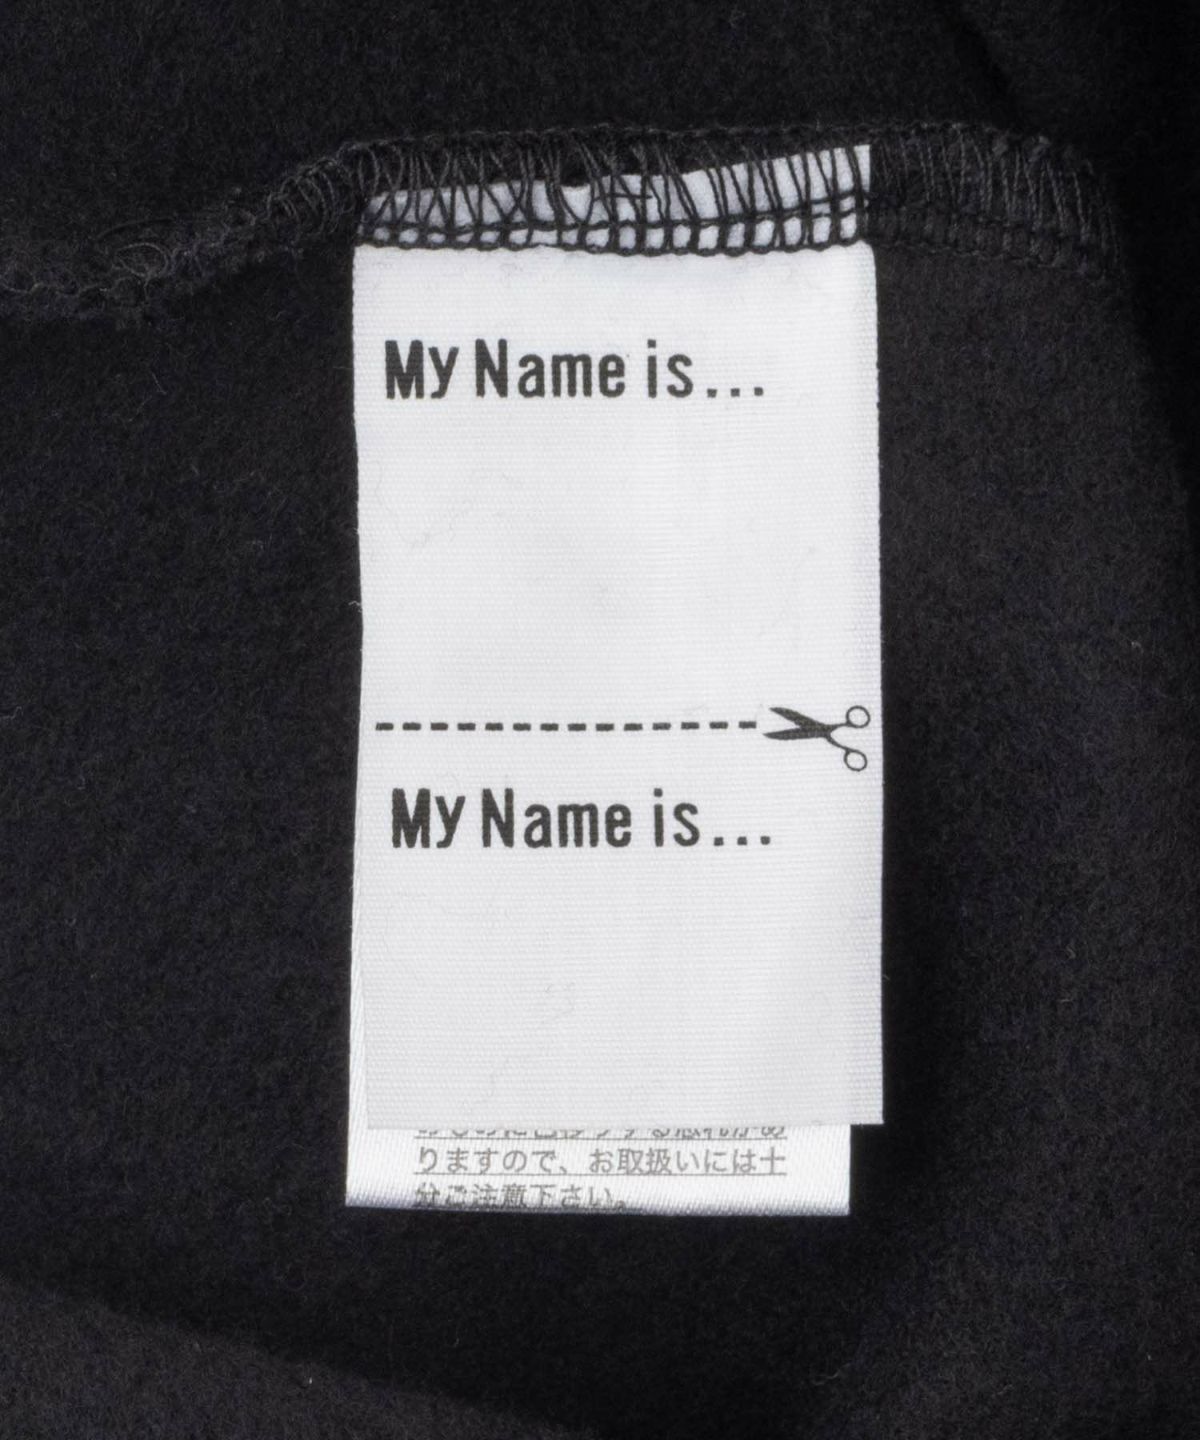 My Name is...
My Name is...
りますので、お取扱いには十
分ご注意下さい。